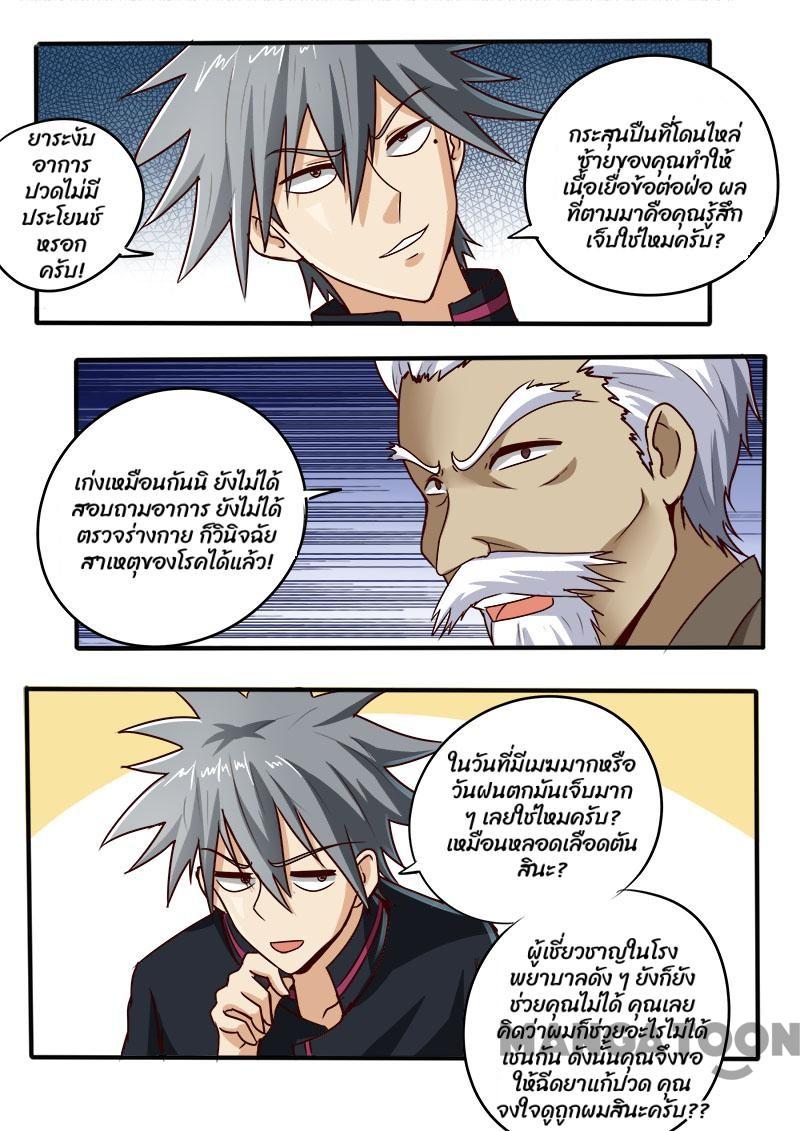 ยาระงับ
อาการ
ปวดไม่มี
ประโยชน์
หรอก
ครับ!
กระสุนปืนที่โดนไหล่
ซ้ายของคุณทำให้
เนื้อเยื่อข้อต่อฝ่อ ผล
ที่ตามมาคือคุณรู้สึก
เจ็บใช่ไหมครับ?
เก่งเหมือนกันนิ ยังไม่ได้
สอบถามอาการ ยังไม่ได้
ตรวจร่างกาย ก็วินิจฉัย
สาเหตุของโรคได้แล้ว!
ในวันที่มีเมฆมากหรือ
วันฝนตกมันเจ็บมาก
ๆ เลยใช่ไหมครับ?
เหมือนหลอดเลือดตัน
สินะ?
ผู้เชี่ยวชาญในโรง
พยาบาลดัง ๆ ยังก็ยัง
ช่วยคุณไม่ได้ คุณเลย
คิดว่าผมก็ช่วยอะไรไม่ได้
เช่นกัน ดังนั้นคุณจึงขอ
ให้ฉีดยาแก้ปวด คุณ
จงใจดูถูกผมสินะครับ??
MANGATOON